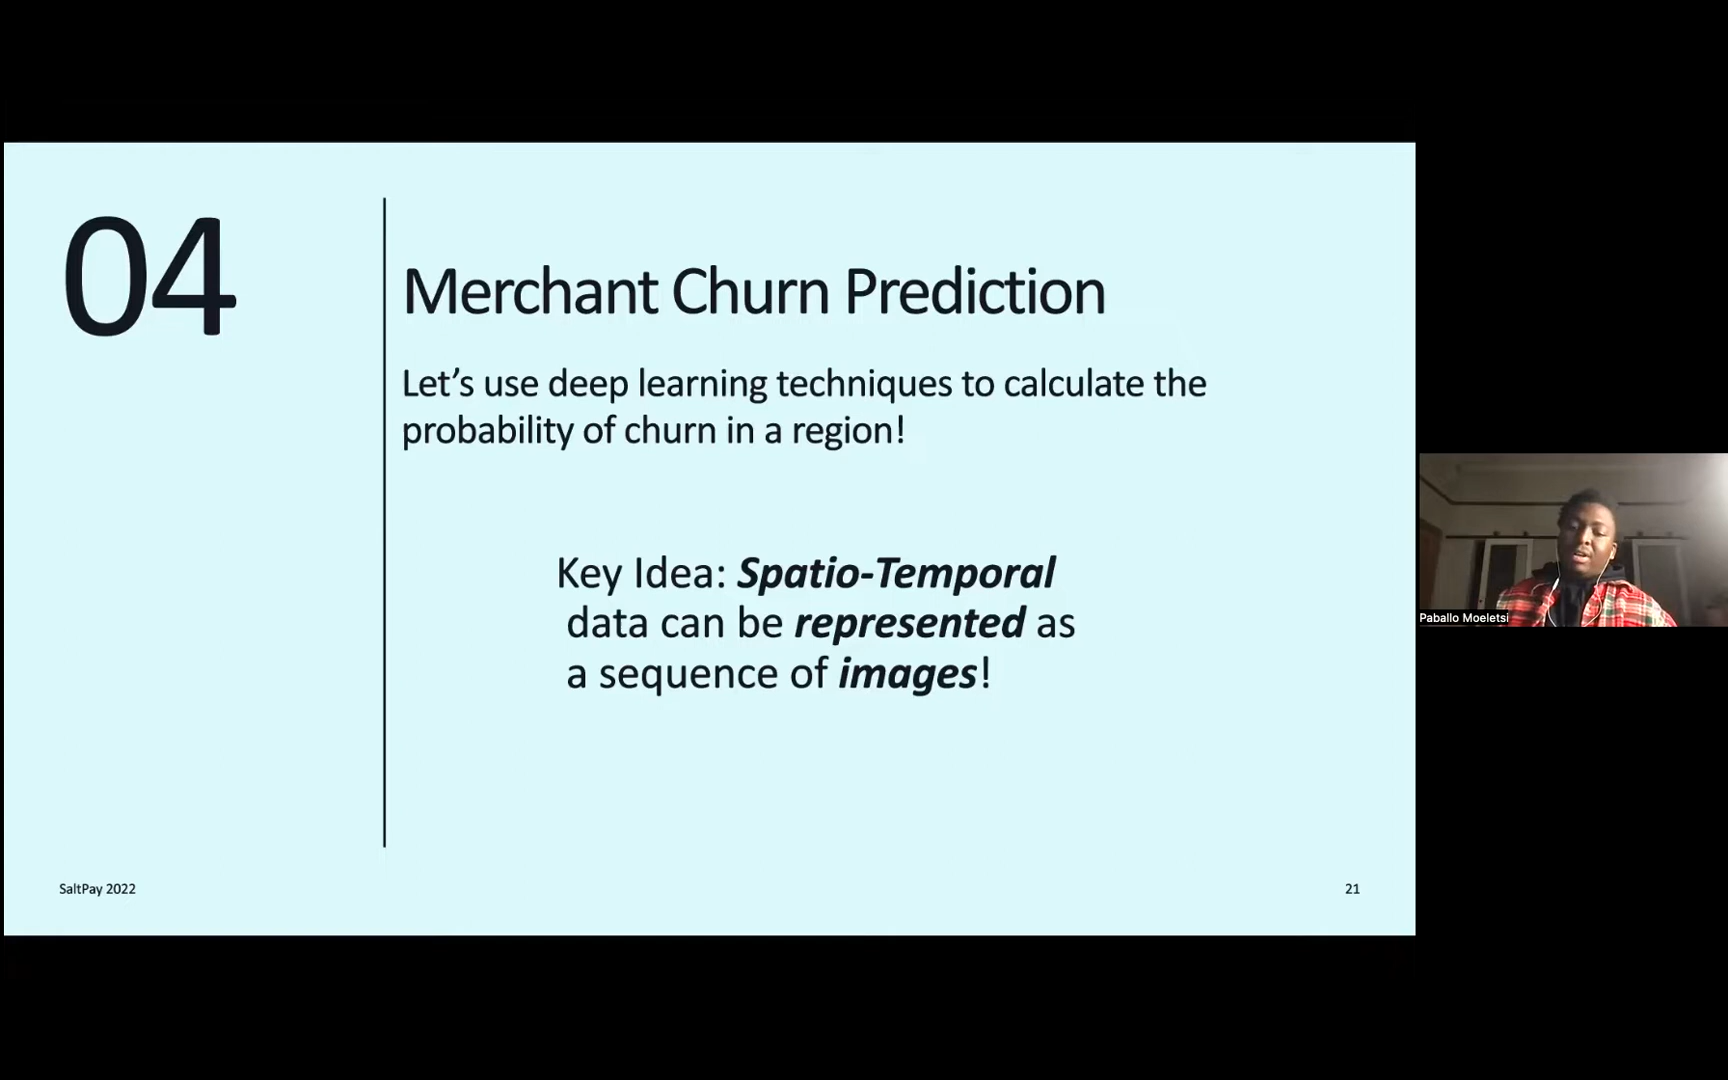 04
Merchant Churn Prediction
Let’s use deep learning techniques to calculate the
probability of churn in a region!
Key Idea: Spatio-Temporal
data can be represented as
a sequence of images!
SaltPay 2022
21
Paballo Moeletsi